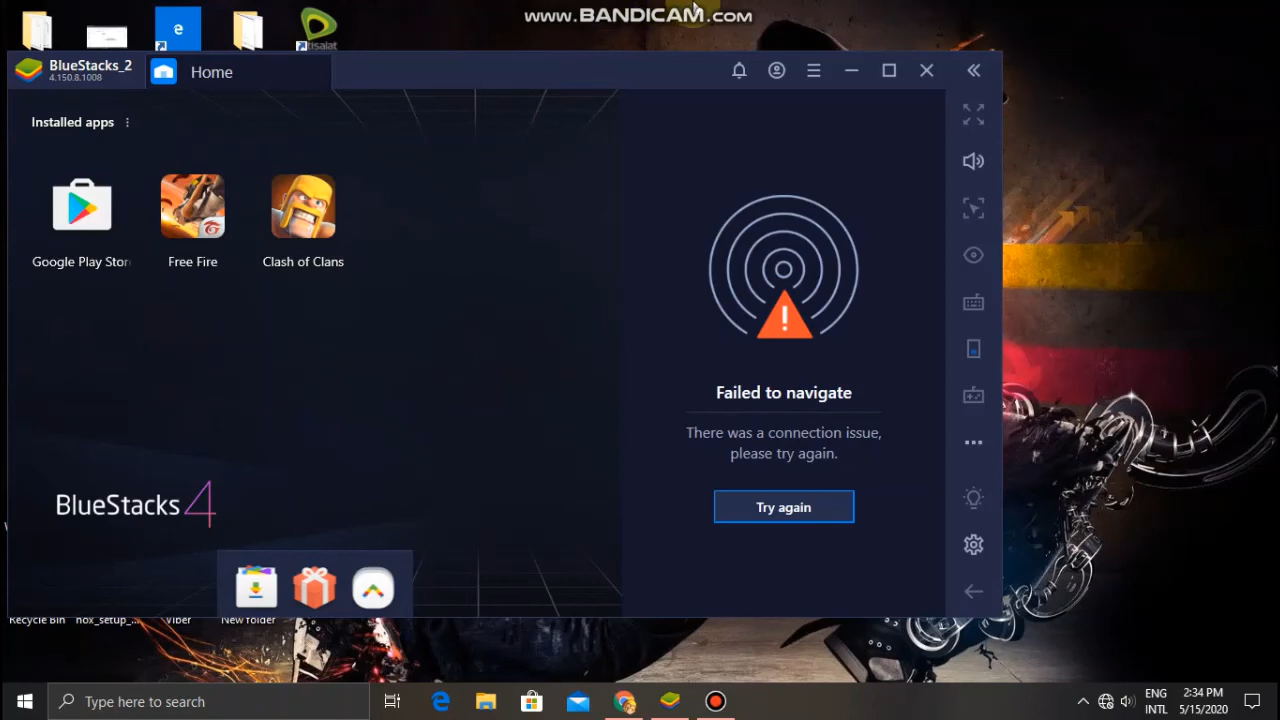 www.BANDICAM.com
tisalat
BlueStacks_2
4.150.8.1008
Home
Installed apps
Google Play Stor
Free Fire
Clash of Clans
Failed to navigate
There was a connection issue,
please try again.
Try again
BlueStacks 4
Recycle Bin
nox_setup_...
Viber
New folder
Type here to search
ENG
INTL
2:34 PM
5/15/2020